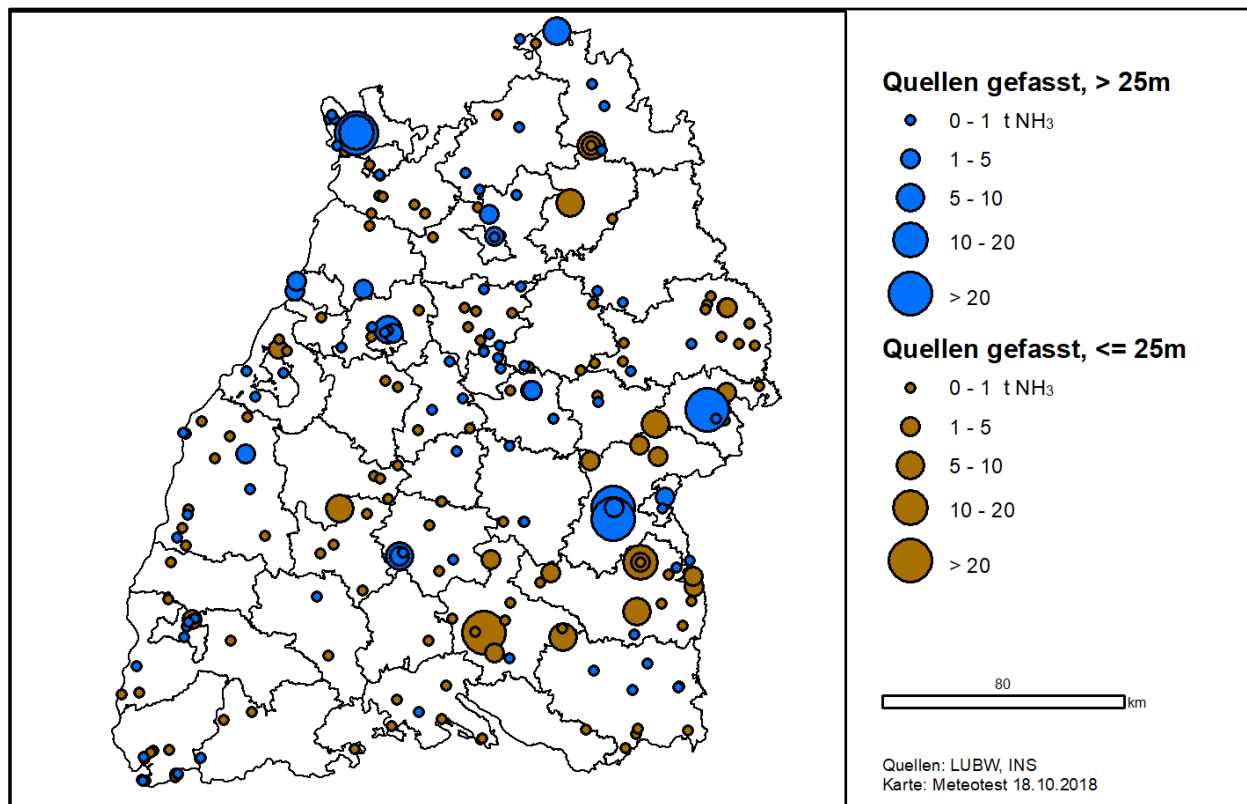 Quellen gefasst, > 25m
0 - 1 t NH₃
1 - 5
5 - 10
10 - 20
> 20
Quellen gefasst, <= 25m
0 - 1 t NH₃
1 - 5
5 - 10
10 - 20
> 20
80
km
Quellen: LUBW, INS
Karte: Meteotest 18.10.2018